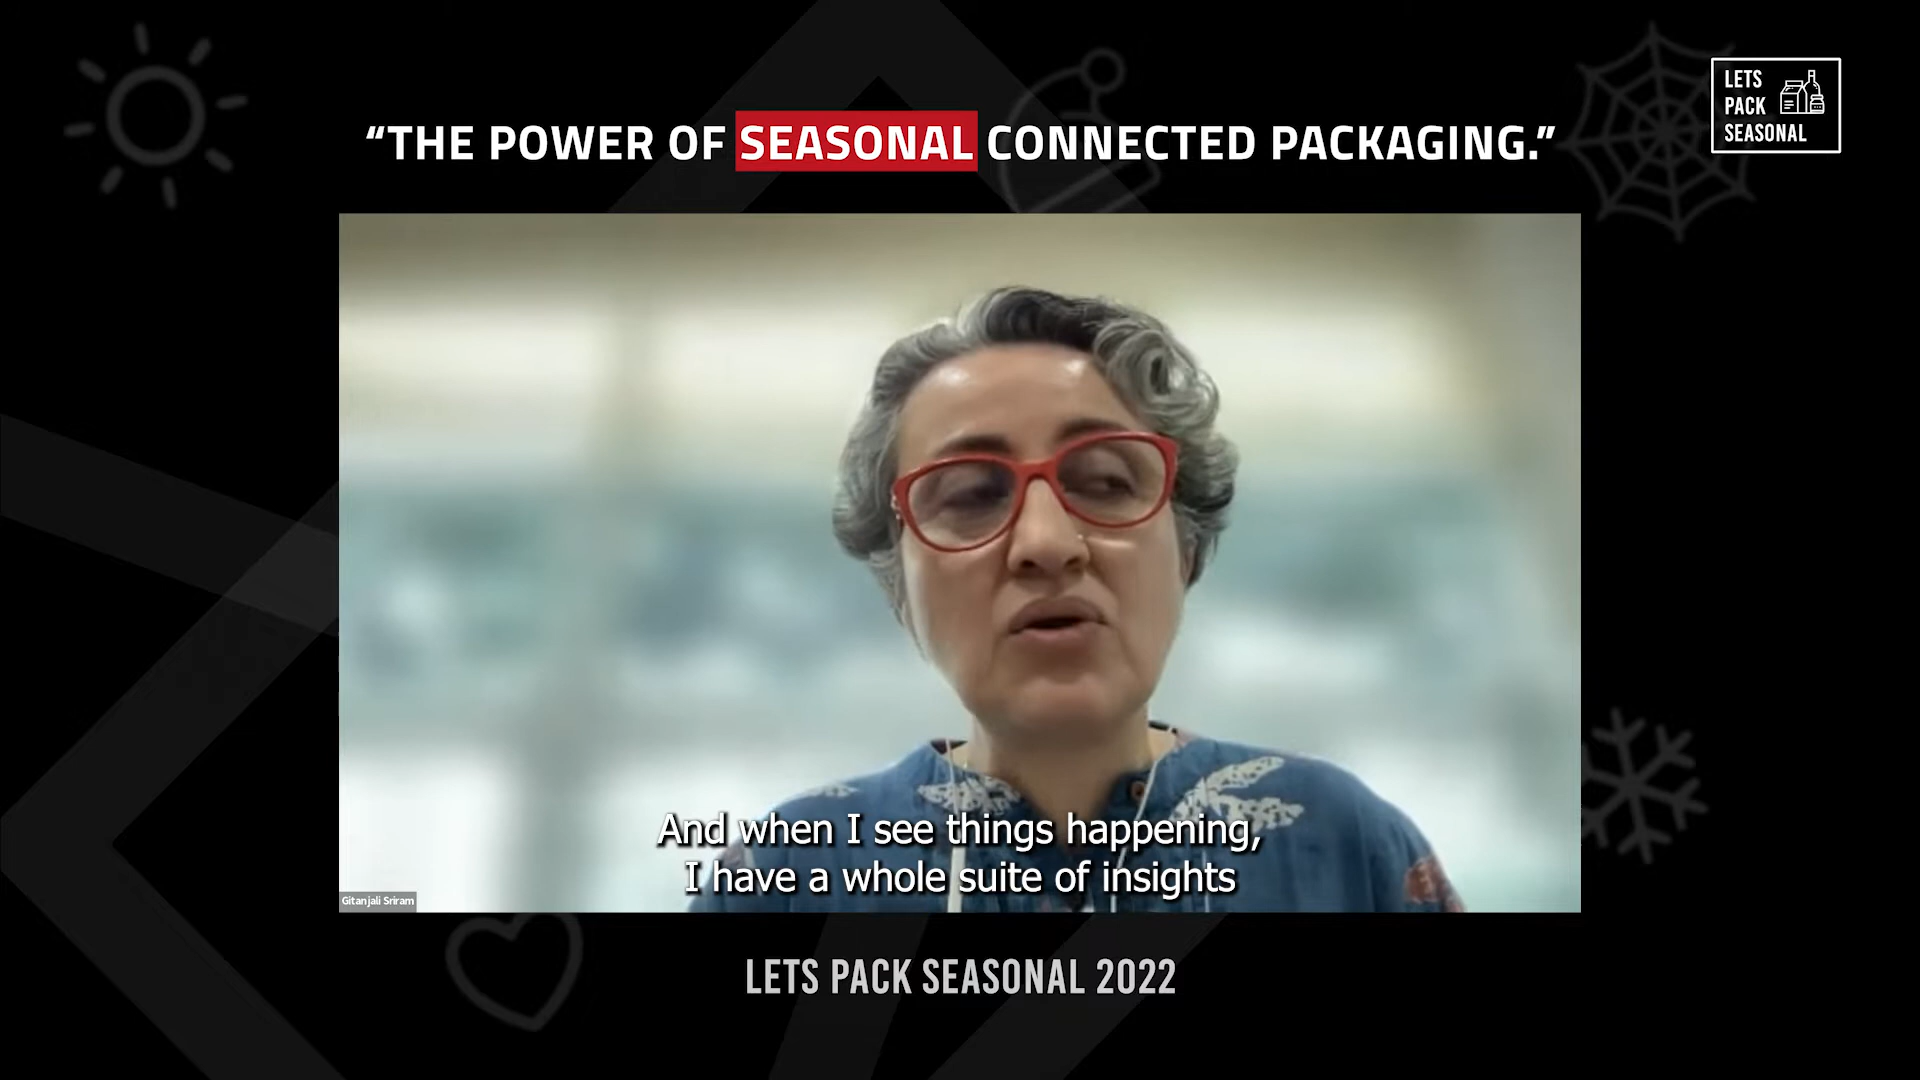 LETS
PACK
SEASONAL
“THE POWER OF SEASONAL CONNECTED PACKAGING.”
And when I see things happening,
I have a whole suite of insights
Gitanjali Sriram
LETS PACK SEASONAL 2022